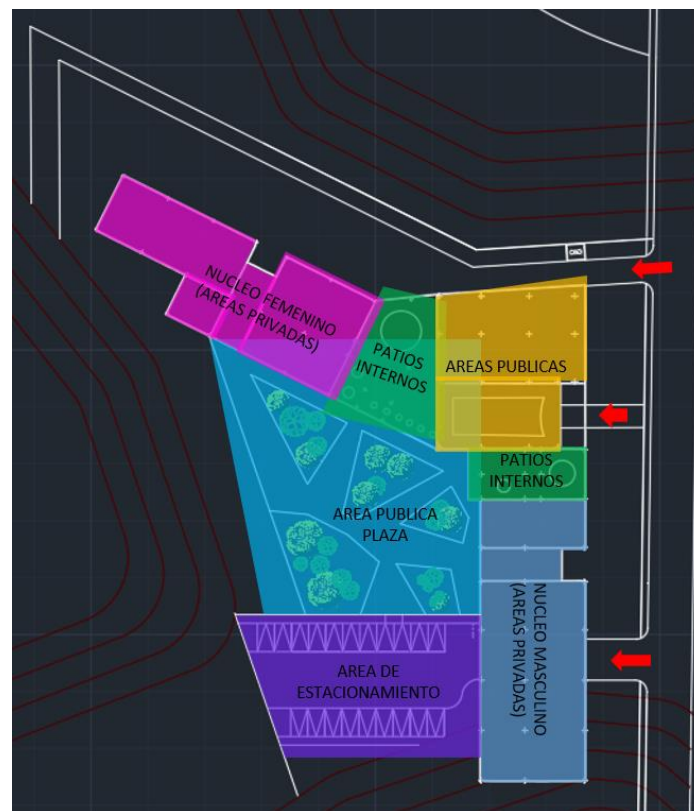 NUCLEO FEMENINO
(AREAS PRIVADAS)
PATIOS
INTERNOS
AREAS PUBLICAS
PATIOS
INTERNOS
AREA PUBLICA
PLAZA
NUCLEO MASCULINO
(AREAS PRIVADAS)
AREA DE
ESTACIONAMIENTO